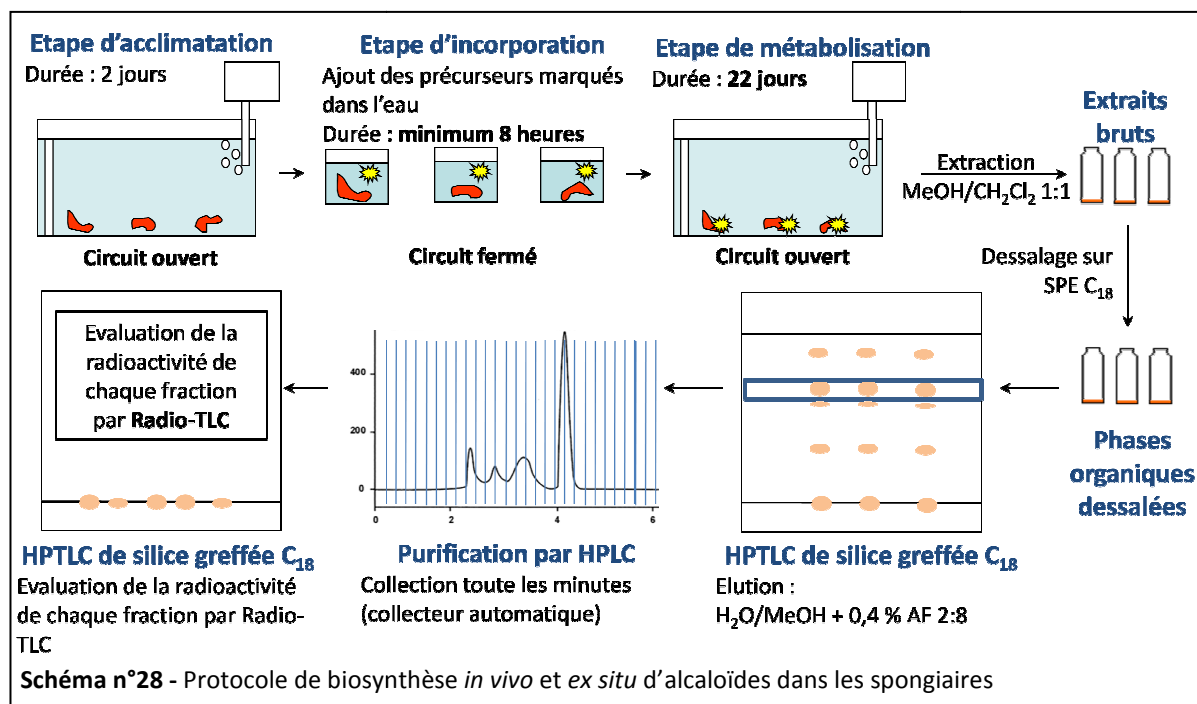 Etape d'acclimatation
Durée : 2 jours
Circuit ouvert
Etape d'incorporation
Ajout des précurseurs marqués
dans l'eau
Durée : minimum 8 heures
Circuit fermé
Etape de métabolisation
Durée : 22 jours
Circuit ouvert
Extraction
MeOH/CH₂Cl₂ 1:1
Extraits
bruts
Dessalage sur
SPE C₁₈
Phases
organiques
dessalées
HPTLC de silice greffée C₁₈
Elution :
H₂O/MeOH + 0,4 % AF 2:8
400
200
0
0 2 4 6
Purification par HPLC
Collection toute les minutes
(collecteur automatique)
Evaluation de la
radioactivité de
chaque fraction
par Radio-TLC
HPTLC de silice greffée C₁₈
Evaluation de la radioactivité
de chaque fraction par Radio-
TLC
Schéma n°28 - Protocole de biosynthèse in vivo et ex situ d'alcaloïdes dans les spongiaires